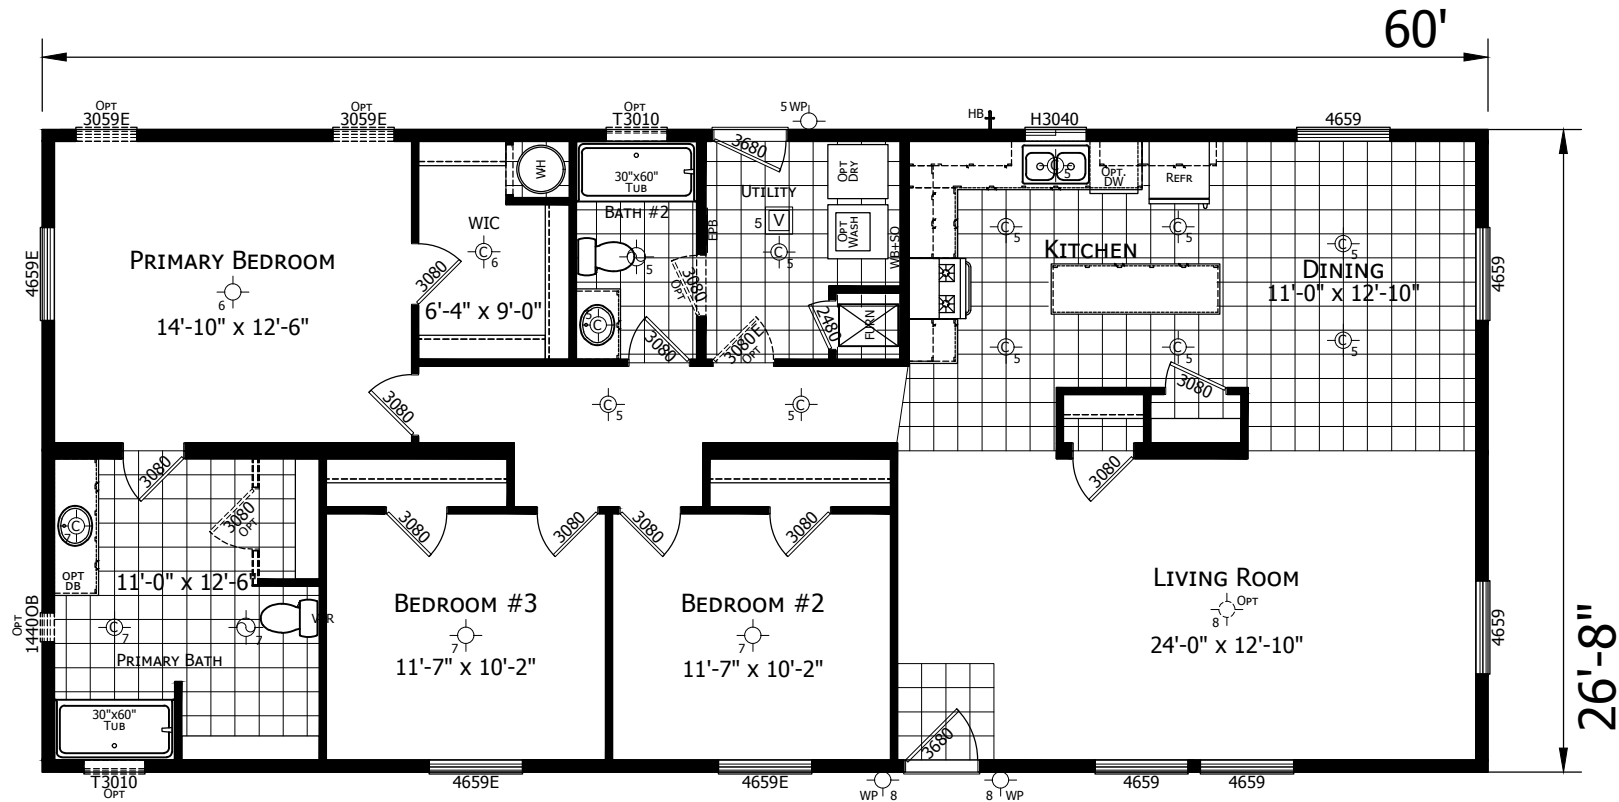 60'
OPT
3059E
OPT
3059E
OPT
T3010
5 WP
HB
H3040
4659
3680
WH
30"X60"
TUB
OPT
DRY
OPT.
DW
REFR
5
UTILITY
BATH #2
5 V
OPT
WASH
EPB
WB+SO
WIC
C 6
5
C 5
C 5
C 5
C 5
KITCHEN
4659E
PRIMARY BEDROOM
6
14'-10" X 12'-6"
3080
6'-4" X 9'-0"
3080
OPT
DINING
11'-0" X 12'-10"
4659
C
5
3080
3080E
OPT
2480
FURN
C 5
C 5
C 5
3080
3080
C 5
C 5
3080
3080
OPT
3080
3080
3080
3080
3080
C
7
OPT
DB
11'-0" X 12'-6"
OPT
1440OB
C 7
7
PRIMARY BATH
BEDROOM #3
7
11'-7" X 10'-2"
BEDROOM #2
7
11'-7" X 10'-2"
LIVING ROOM
OPT
8
24'-0" X 12'-10"
4659
26'-8"
30"X60"
TUB
3680
T3010
OPT
4659E
4659E
WP 8
8 WP
4659
4659